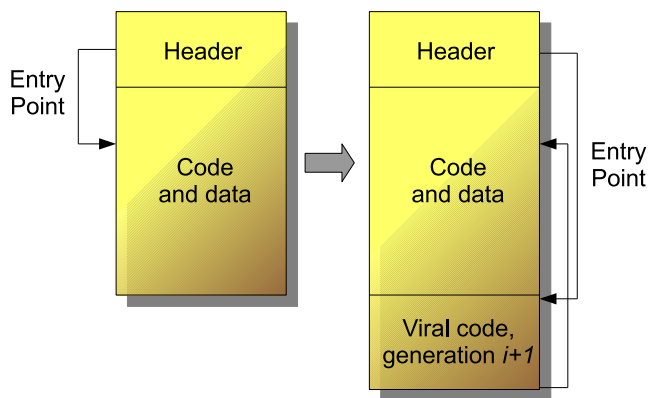 Header
Entry
Point
Code
and data
Header
Entry
Point
Code
and data
Viral code,
generation i+1